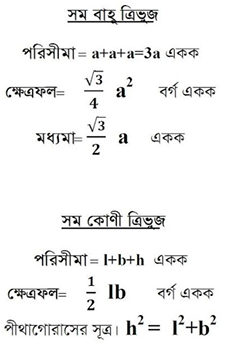 সম বাহু ত্রিভুজ
পরিসীমা = a+a+a=3a একক
ক্ষেত্রফল= √3/4 a² বর্গ একক
মধ্যমা= √3/2 a একক
সম কোণী ত্রিভুজ
পরিসীমা = l+b+h একক
ক্ষেত্রফল= 1/2 lb বর্গ একক
পীথাগোরাসের সূত্র। h² = l²+b²